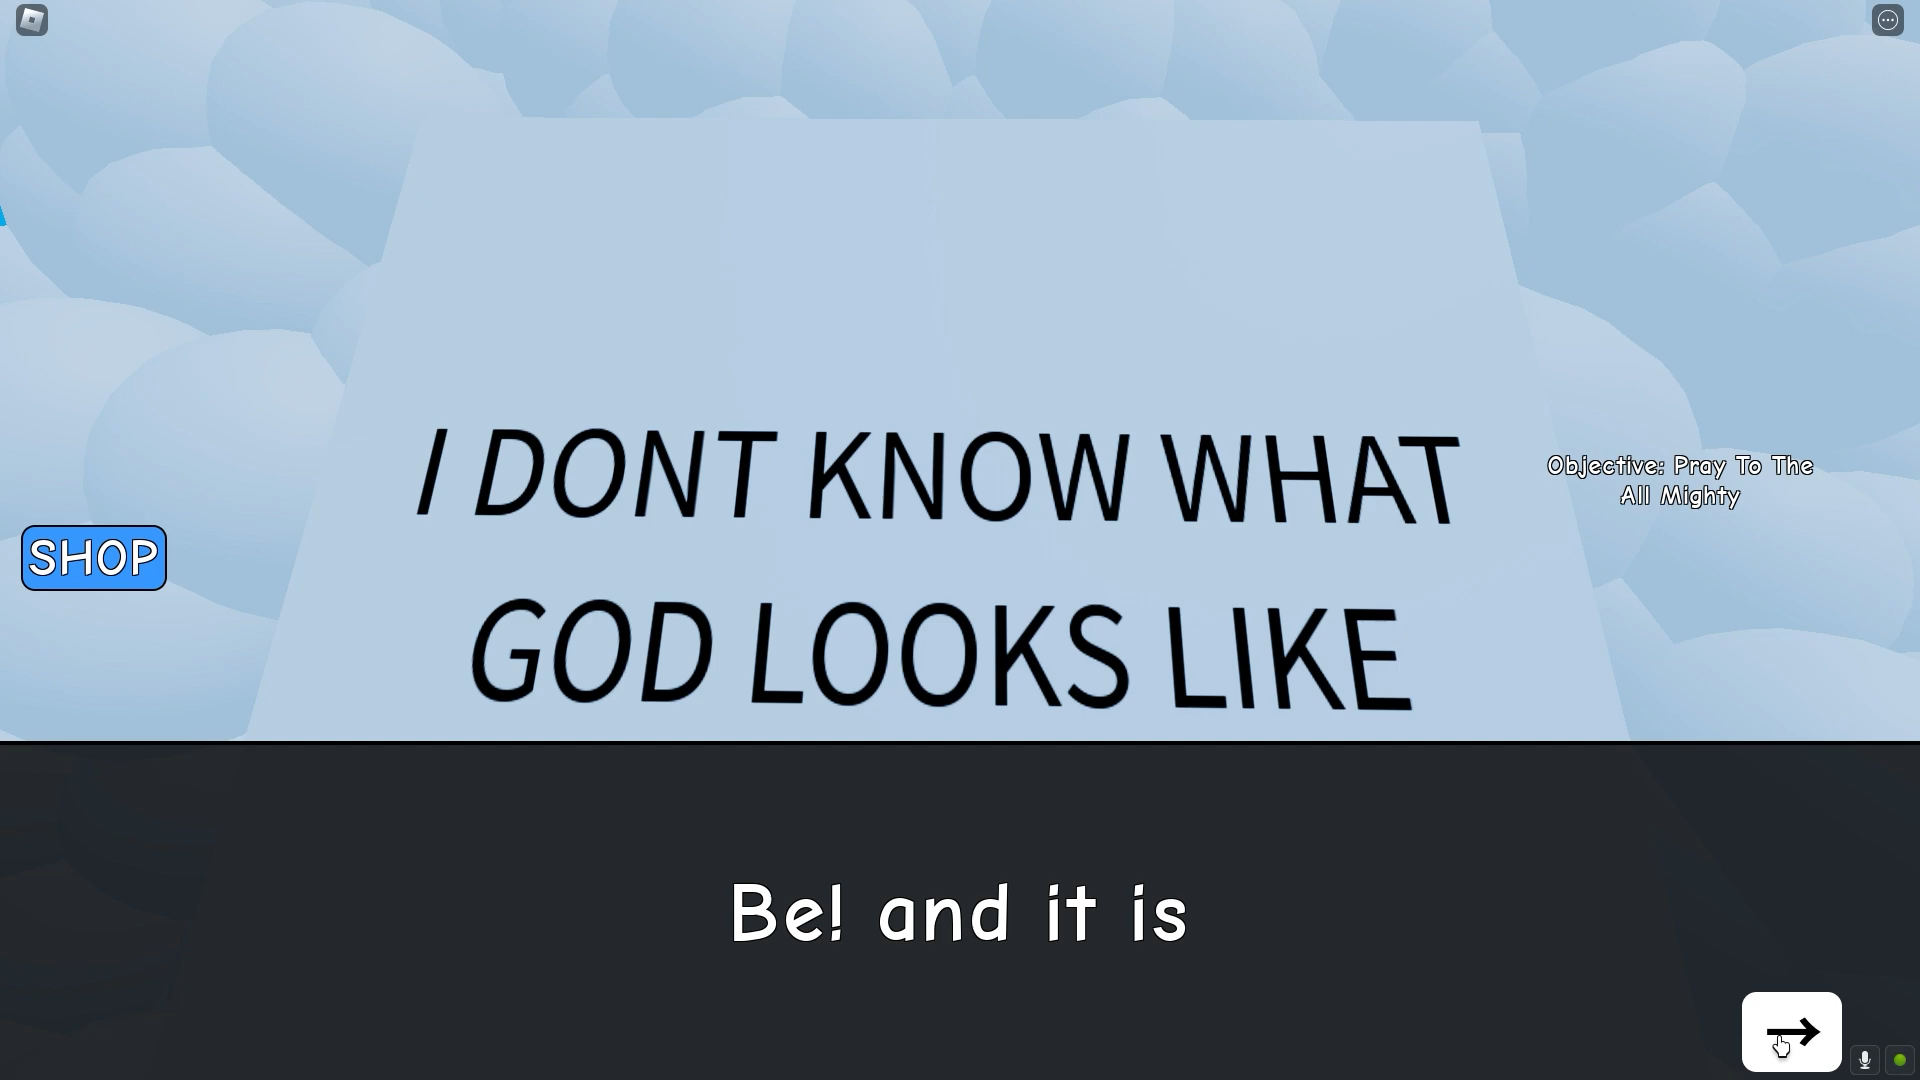 I DONT KNOW WHAT
GOD LOOKS LIKE
Objective: Pray To The
All Mighty
SHOP
Be! and it is